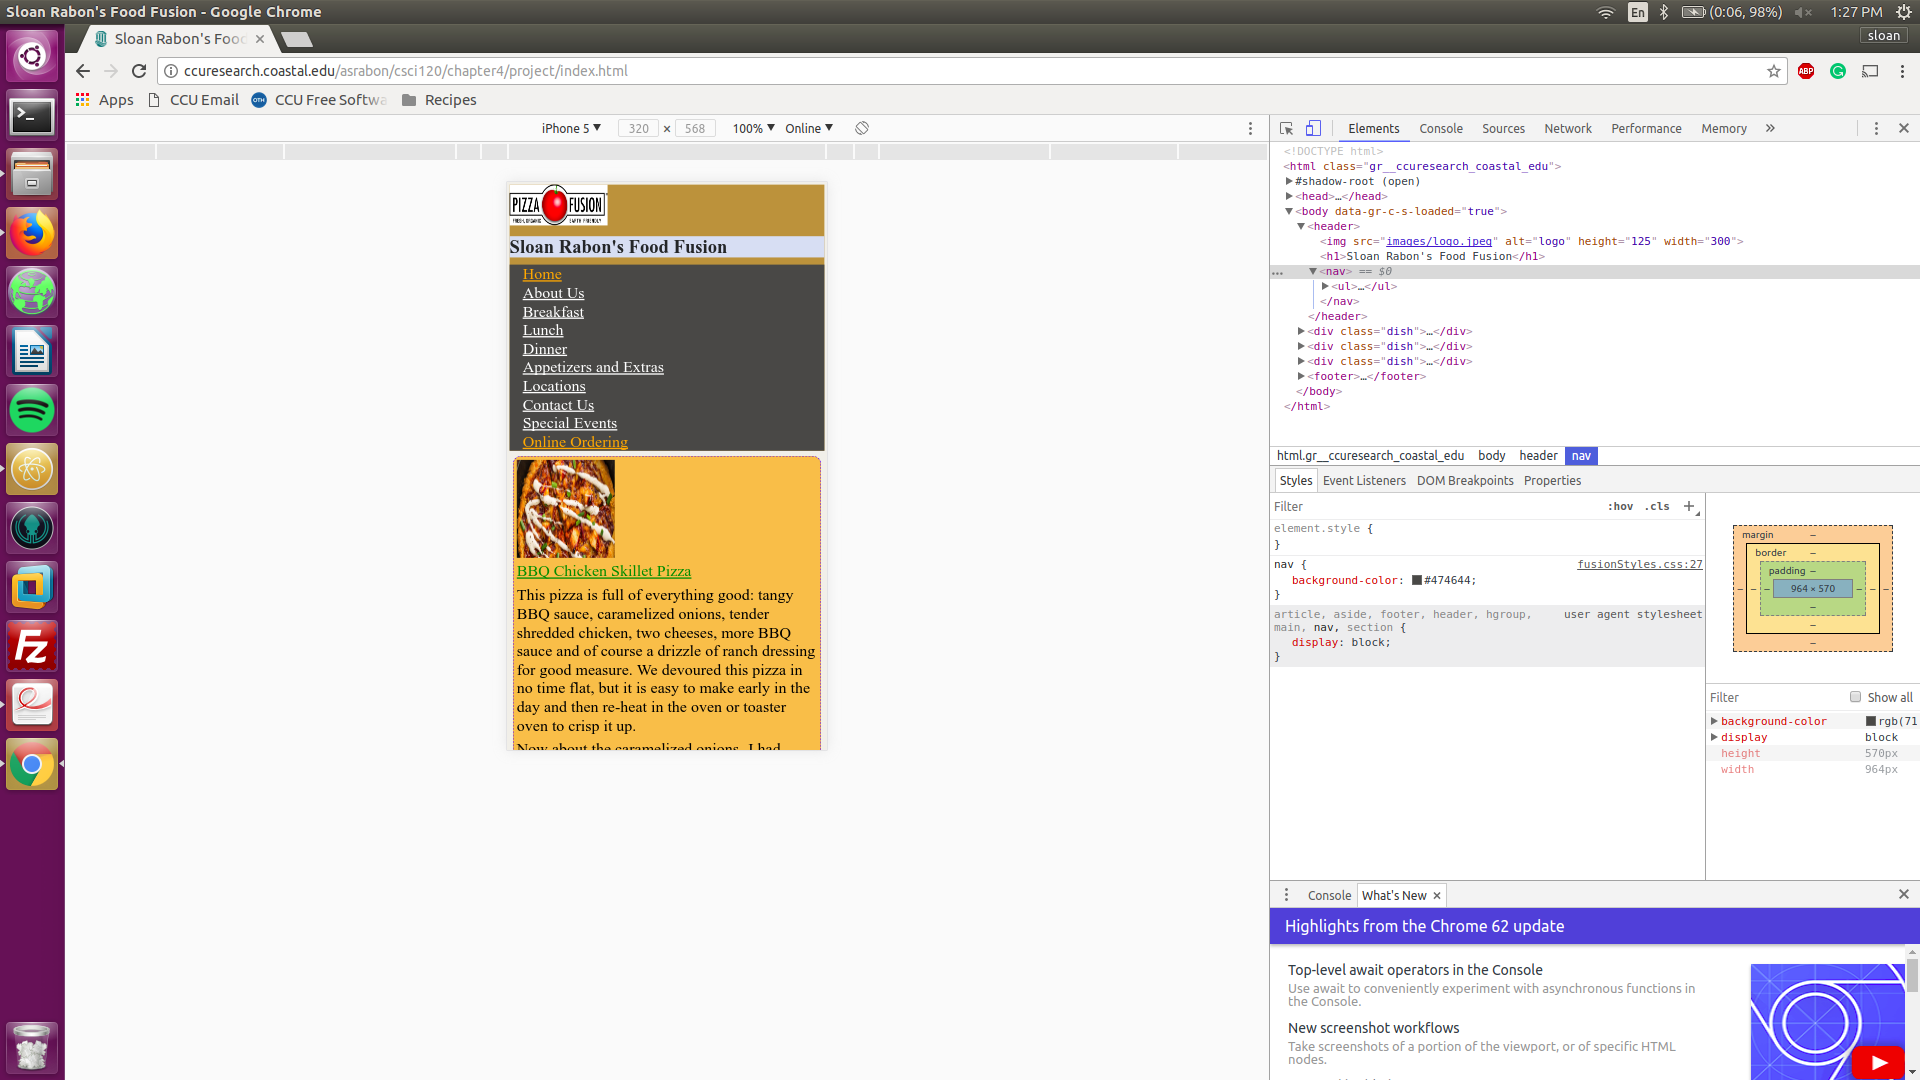 Sloan Rabon's Food Fusion - Google Chrome
En
(0:06, 98%)
1:27 PM
Sloan Rabon's Foo
sloan
ccuresearch.coastal.edu/asrabon/csci120/chapter4/project/index.html
ABP
Apps
CCU Email
OTH
CCU Free Softwa
Recipes
iPhone 5
320 × 568
100%
Online
PIZZA FUSION
FRESH. ORGANIC EARTH FRIENDLY
Sloan Rabon's Food Fusion
Home
About Us
Breakfast
Lunch
Dinner
Appetizers and Extras
Locations
Contact Us
Special Events
Online Ordering
BBQ Chicken Skillet Pizza
This pizza is full of everything good: tangy
BBQ sauce, caramelized onions, tender
shredded chicken, two cheeses, more BBQ
sauce and of course a drizzle of ranch dressing
for good measure. We devoured this pizza in
no time flat, but it is easy to make early in the
day and then re-heat in the oven or toaster
oven to crisp it up.
Now about the caramelized onions. I had
Elements Console Sources Network Performance Memory »
<!DOCTYPE html>
<html class="gr__ccuresearch_coastal_edu">
#shadow-root (open)
<head>…</head>
<body data-gr-c-s-loaded="true">
<header>
<img src="images/logo.jpeg" alt="logo" height="125" width="300">
<h1>Sloan Rabon's Food Fusion</h1>
… <nav> == $0
<ul>…</ul>
</nav>
</header>
<div class="dish">…</div>
<div class="dish">…</div>
<div class="dish">…</div>
<footer>…</footer>
</body>
</html>
html.gr__ccuresearch_coastal_edu body header nav
Styles Event Listeners DOM Breakpoints Properties
Filter :hov .cls +
element.style {
}
nav { fusionStyles.css:27
background-color: #474644;
}
article, aside, footer, header, hgroup, user agent stylesheet
main, nav, section {
display: block;
}
margin –
border –
padding –
– – – 964 × 570 – – –
–
–
–
Filter Show all
background-color rgb(71
display block
height 570px
width 964px
Console What's New ×
Highlights from the Chrome 62 update
Top-level await operators in the Console
Use await to conveniently experiment with asynchronous functions in
the Console.
New screenshot workflows
Take screenshots of a portion of the viewport, or of specific HTML
nodes.